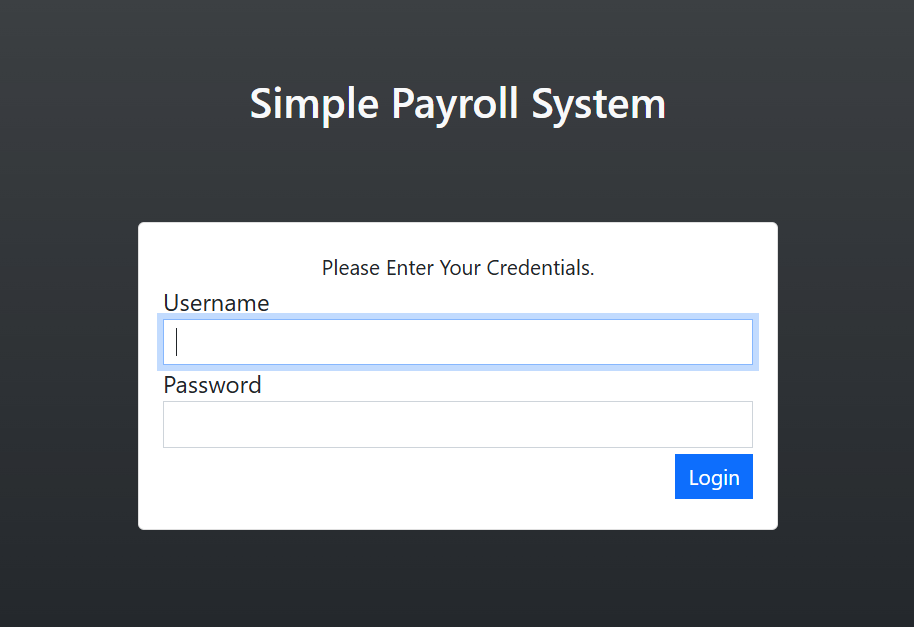 Simple Payroll System
Please Enter Your Credentials.
Username
Password
Login